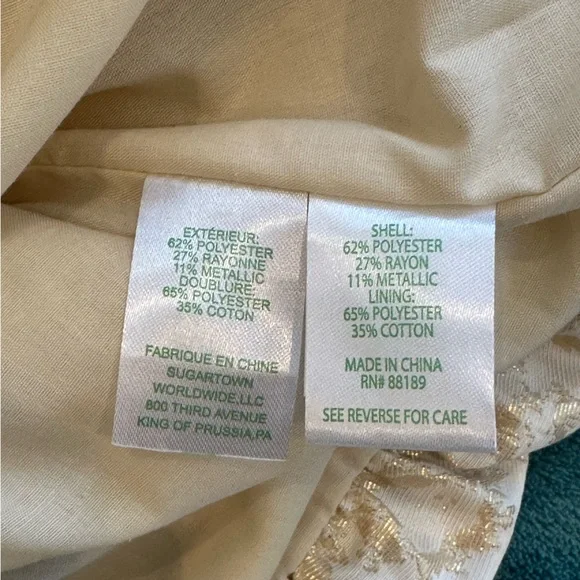 EXTÉRIEUR:
62% POLYESTER
27% RAYONNE
11% METALLIC
DOUBLURE:
65% POLYESTER
35% COTON
FABRIQUE EN CHINE
SUGARTOWN
WORLDWIDE,LLC
800 THIRD AVENUE
KING OF PRUSSIA,PA
SHELL:
62% POLYESTER
27% RAYON
11% METALLIC
LINING:
65% POLYESTER
35% COTTON
MADE IN CHINA
RN# 88189
SEE REVERSE FOR CARE